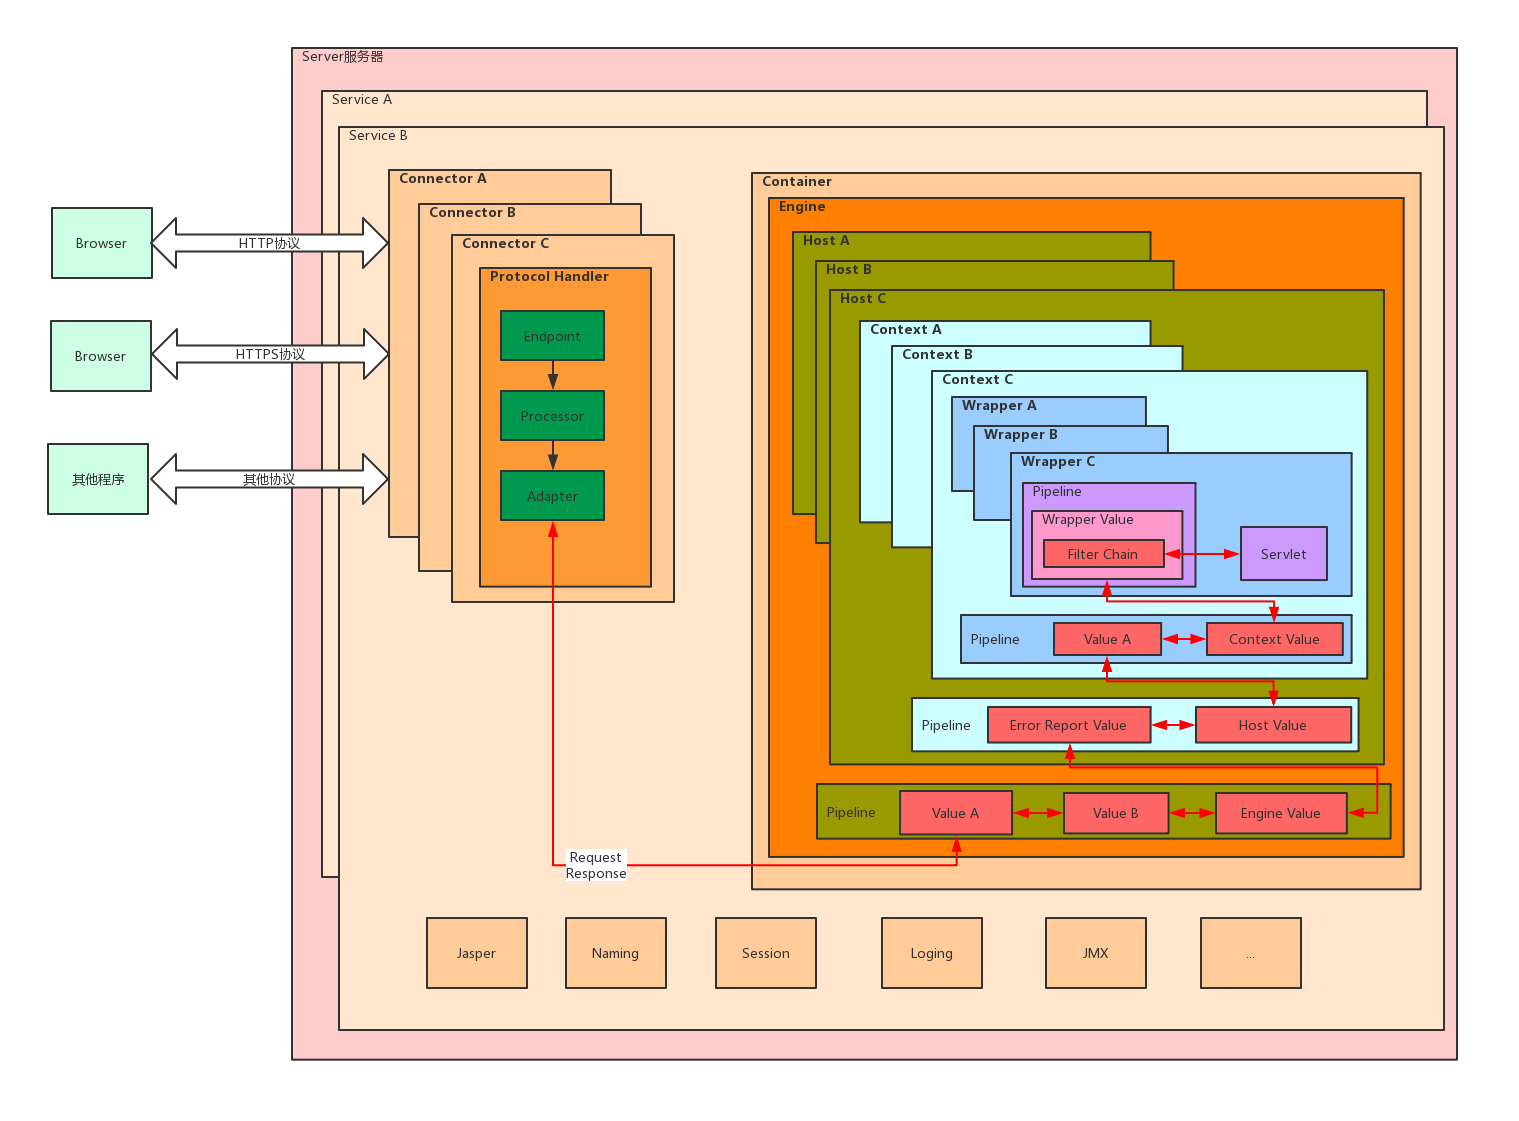 Server服务器
Service A
Service B
Connector A
Connector B
Connector C
Protocol Handler
Endpoint
Processor
Adapter
Browser
HTTP协议
Browser
HTTPS协议
其他程序
其他协议
Container
Engine
Host A
Host B
Host C
Context A
Context B
Context C
Wrapper A
Wrapper B
Wrapper C
Pipeline
Wrapper Value
Filter Chain
Servlet
Pipeline
Value A
Context Value
Pipeline
Error Report Value
Host Value
Pipeline
Value A
Value B
Engine Value
Request
Response
Jasper
Naming
Session
Loging
JMX
...